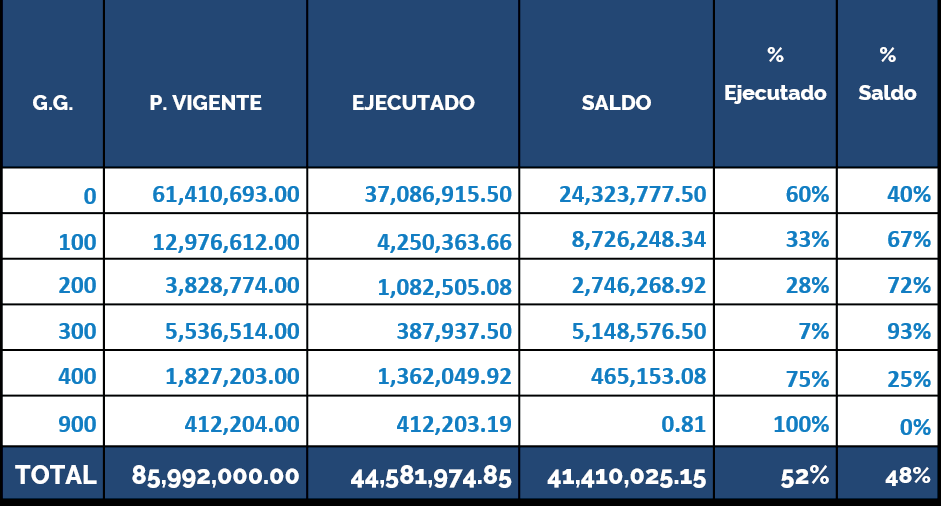 G.G. P. VIGENTE EJECUTADO SALDO % Ejecutado % Saldo
0 61,410,693.00 37,086,915.50 24,323,777.50 60% 40%
100 12,976,612.00 4,250,363.66 8,726,248.34 33% 67%
200 3,828,774.00 1,082,505.08 2,746,268.92 28% 72%
300 5,536,514.00 387,937.50 5,148,576.50 7% 93%
400 1,827,203.00 1,362,049.92 465,153.08 75% 25%
900 412,204.00 412,203.19 0.81 100% 0%
TOTAL 85,992,000.00 44,581,974.85 41,410,025.15 52% 48%